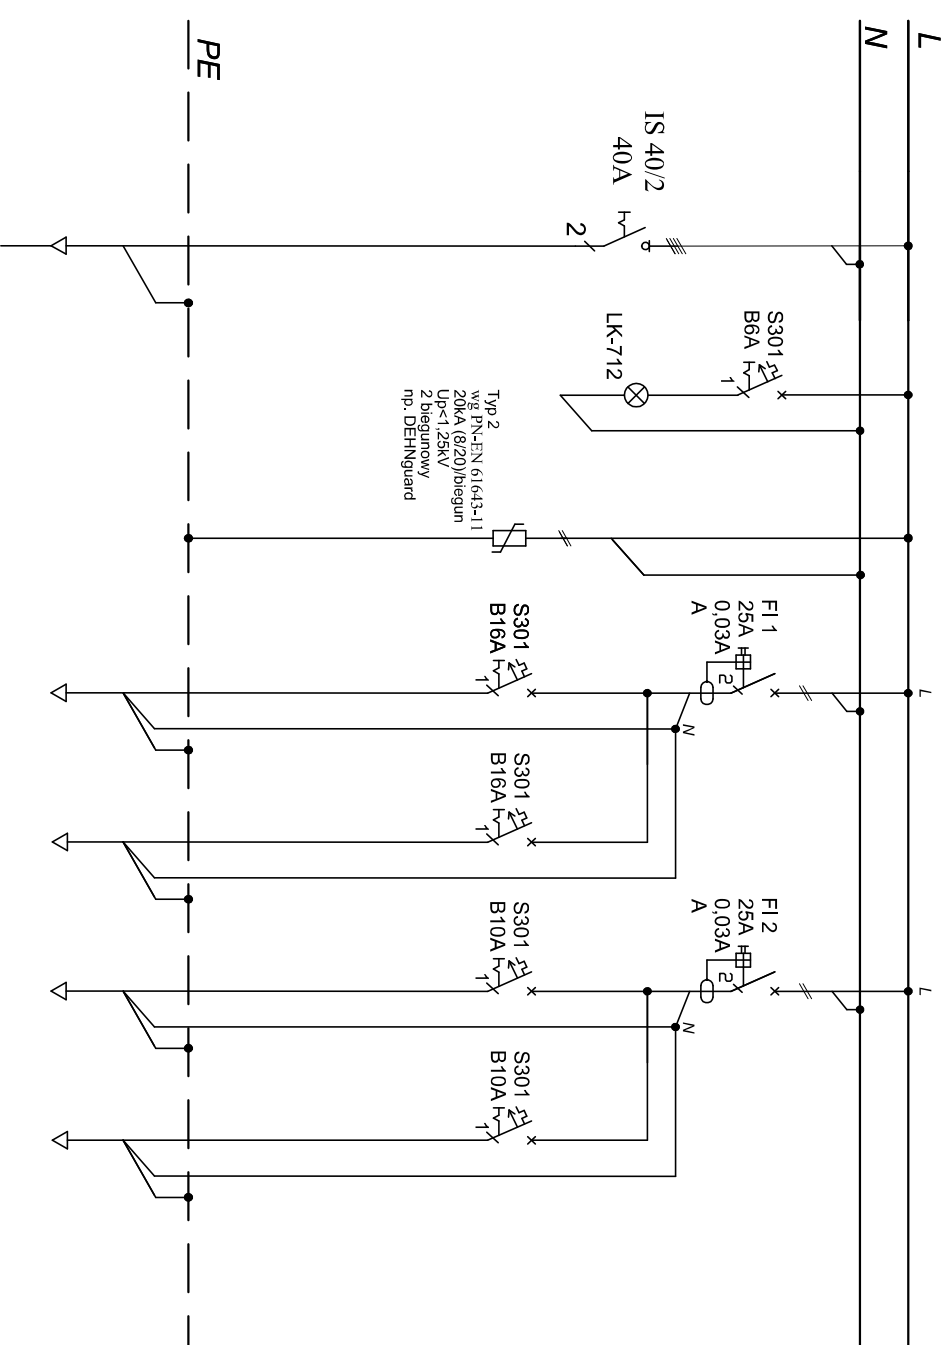 L
N
PE
IS 40/2
40A
2
S301
B6A
1
LK-712
Typ 2
wg PN-EN 61643-11
20kA (8/20)/biegun
Up<1,25kV
2 biegunowy
np. DEHNguard
L
FI 1
25A
0,03A
A
2
N
S301
B16A
1
S301
B16A
1
L
FI 2
25A
0,03A
A
2
N
S301
B10A
1
S301
B10A
1